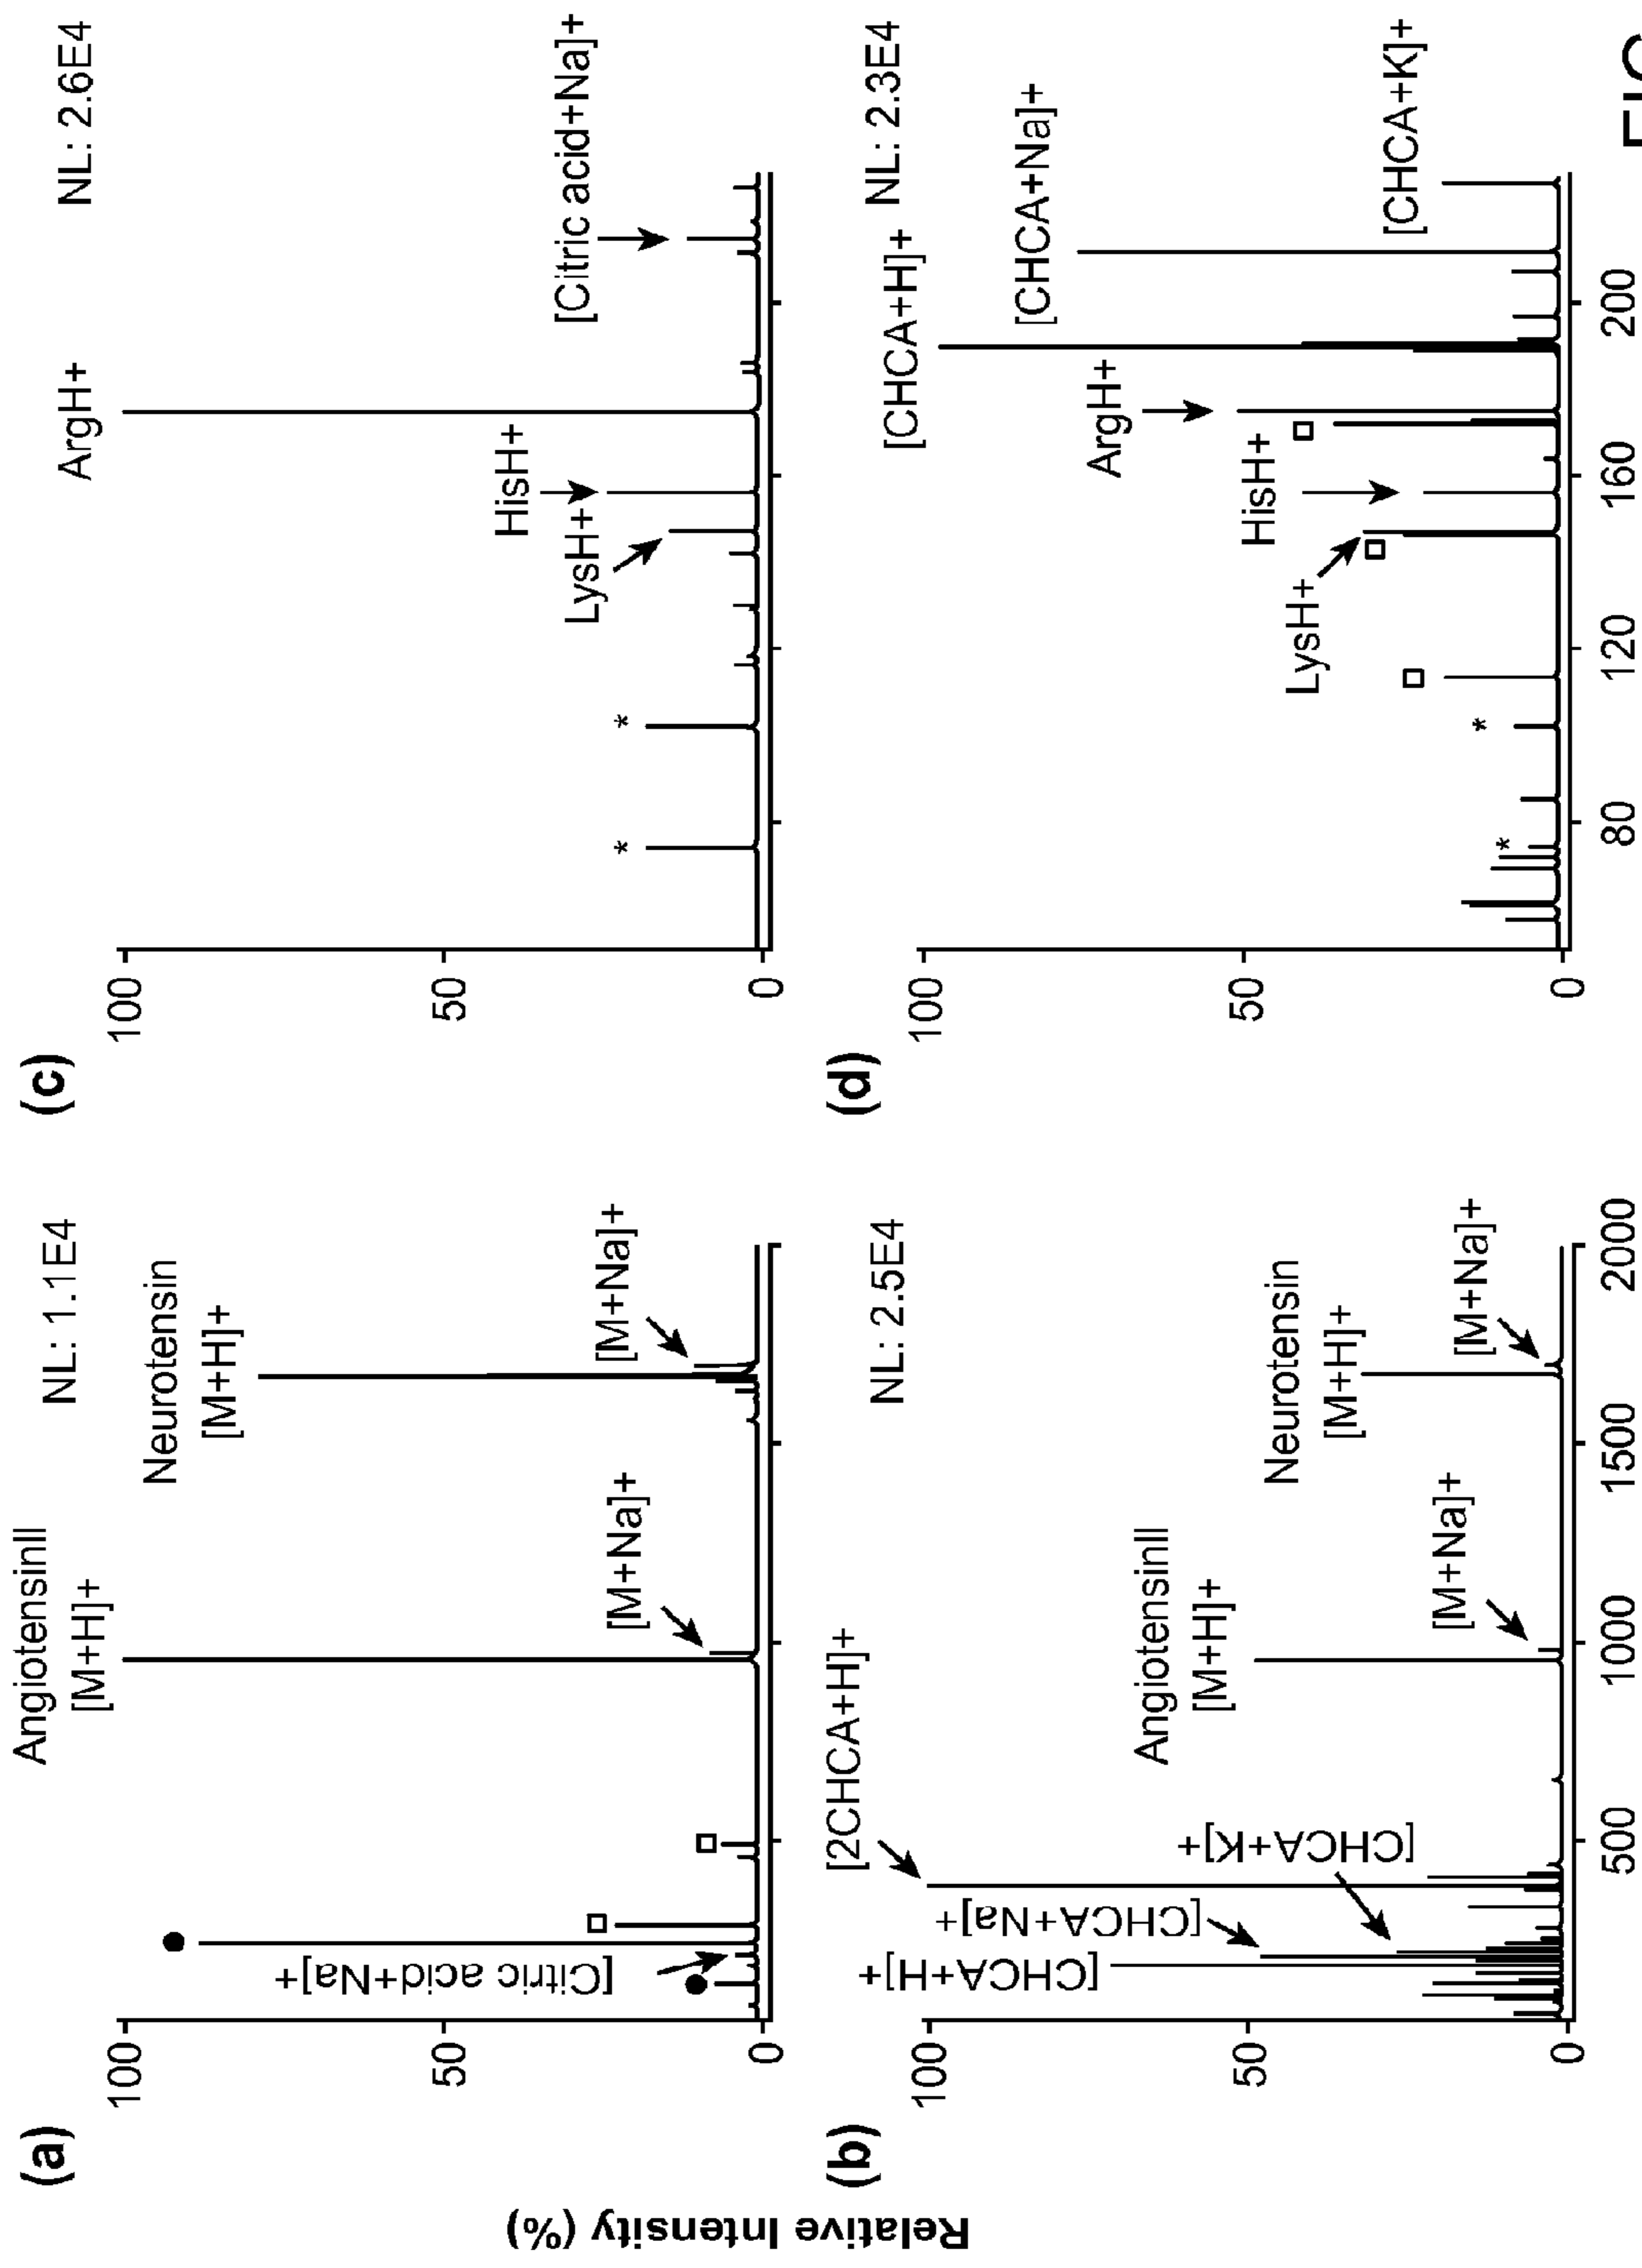 Relative Intensity (%)
(a)
100
50
0
AngiotensinII
[M+H]+
NL: 1.1E4
Neurotensin
[M+H]+
[M+Na]+
[M+Na]+
[Citric acid+Na]+
(b)
100
50
0
[2CHCA+H]+
NL: 2.5E4
[CHCA+H]+
[CHCA+Na]+
[CHCA+K]+
AngiotensinII
[M+H]+
[M+Na]+
Neurotensin
[M+H]+
[M+Na]+
500
1000
1500
2000
(c)
100
50
0
ArgH+
NL: 2.6E4
HisH+
LysH+
[Citric acid+Na]+
*
*
(d)
100
50
0
[CHCA+H]+
NL: 2.3E4
[CHCA+Na]+
ArgH+
HisH+
LysH+
[CHCA+K]+
*
*
80
120
160
200